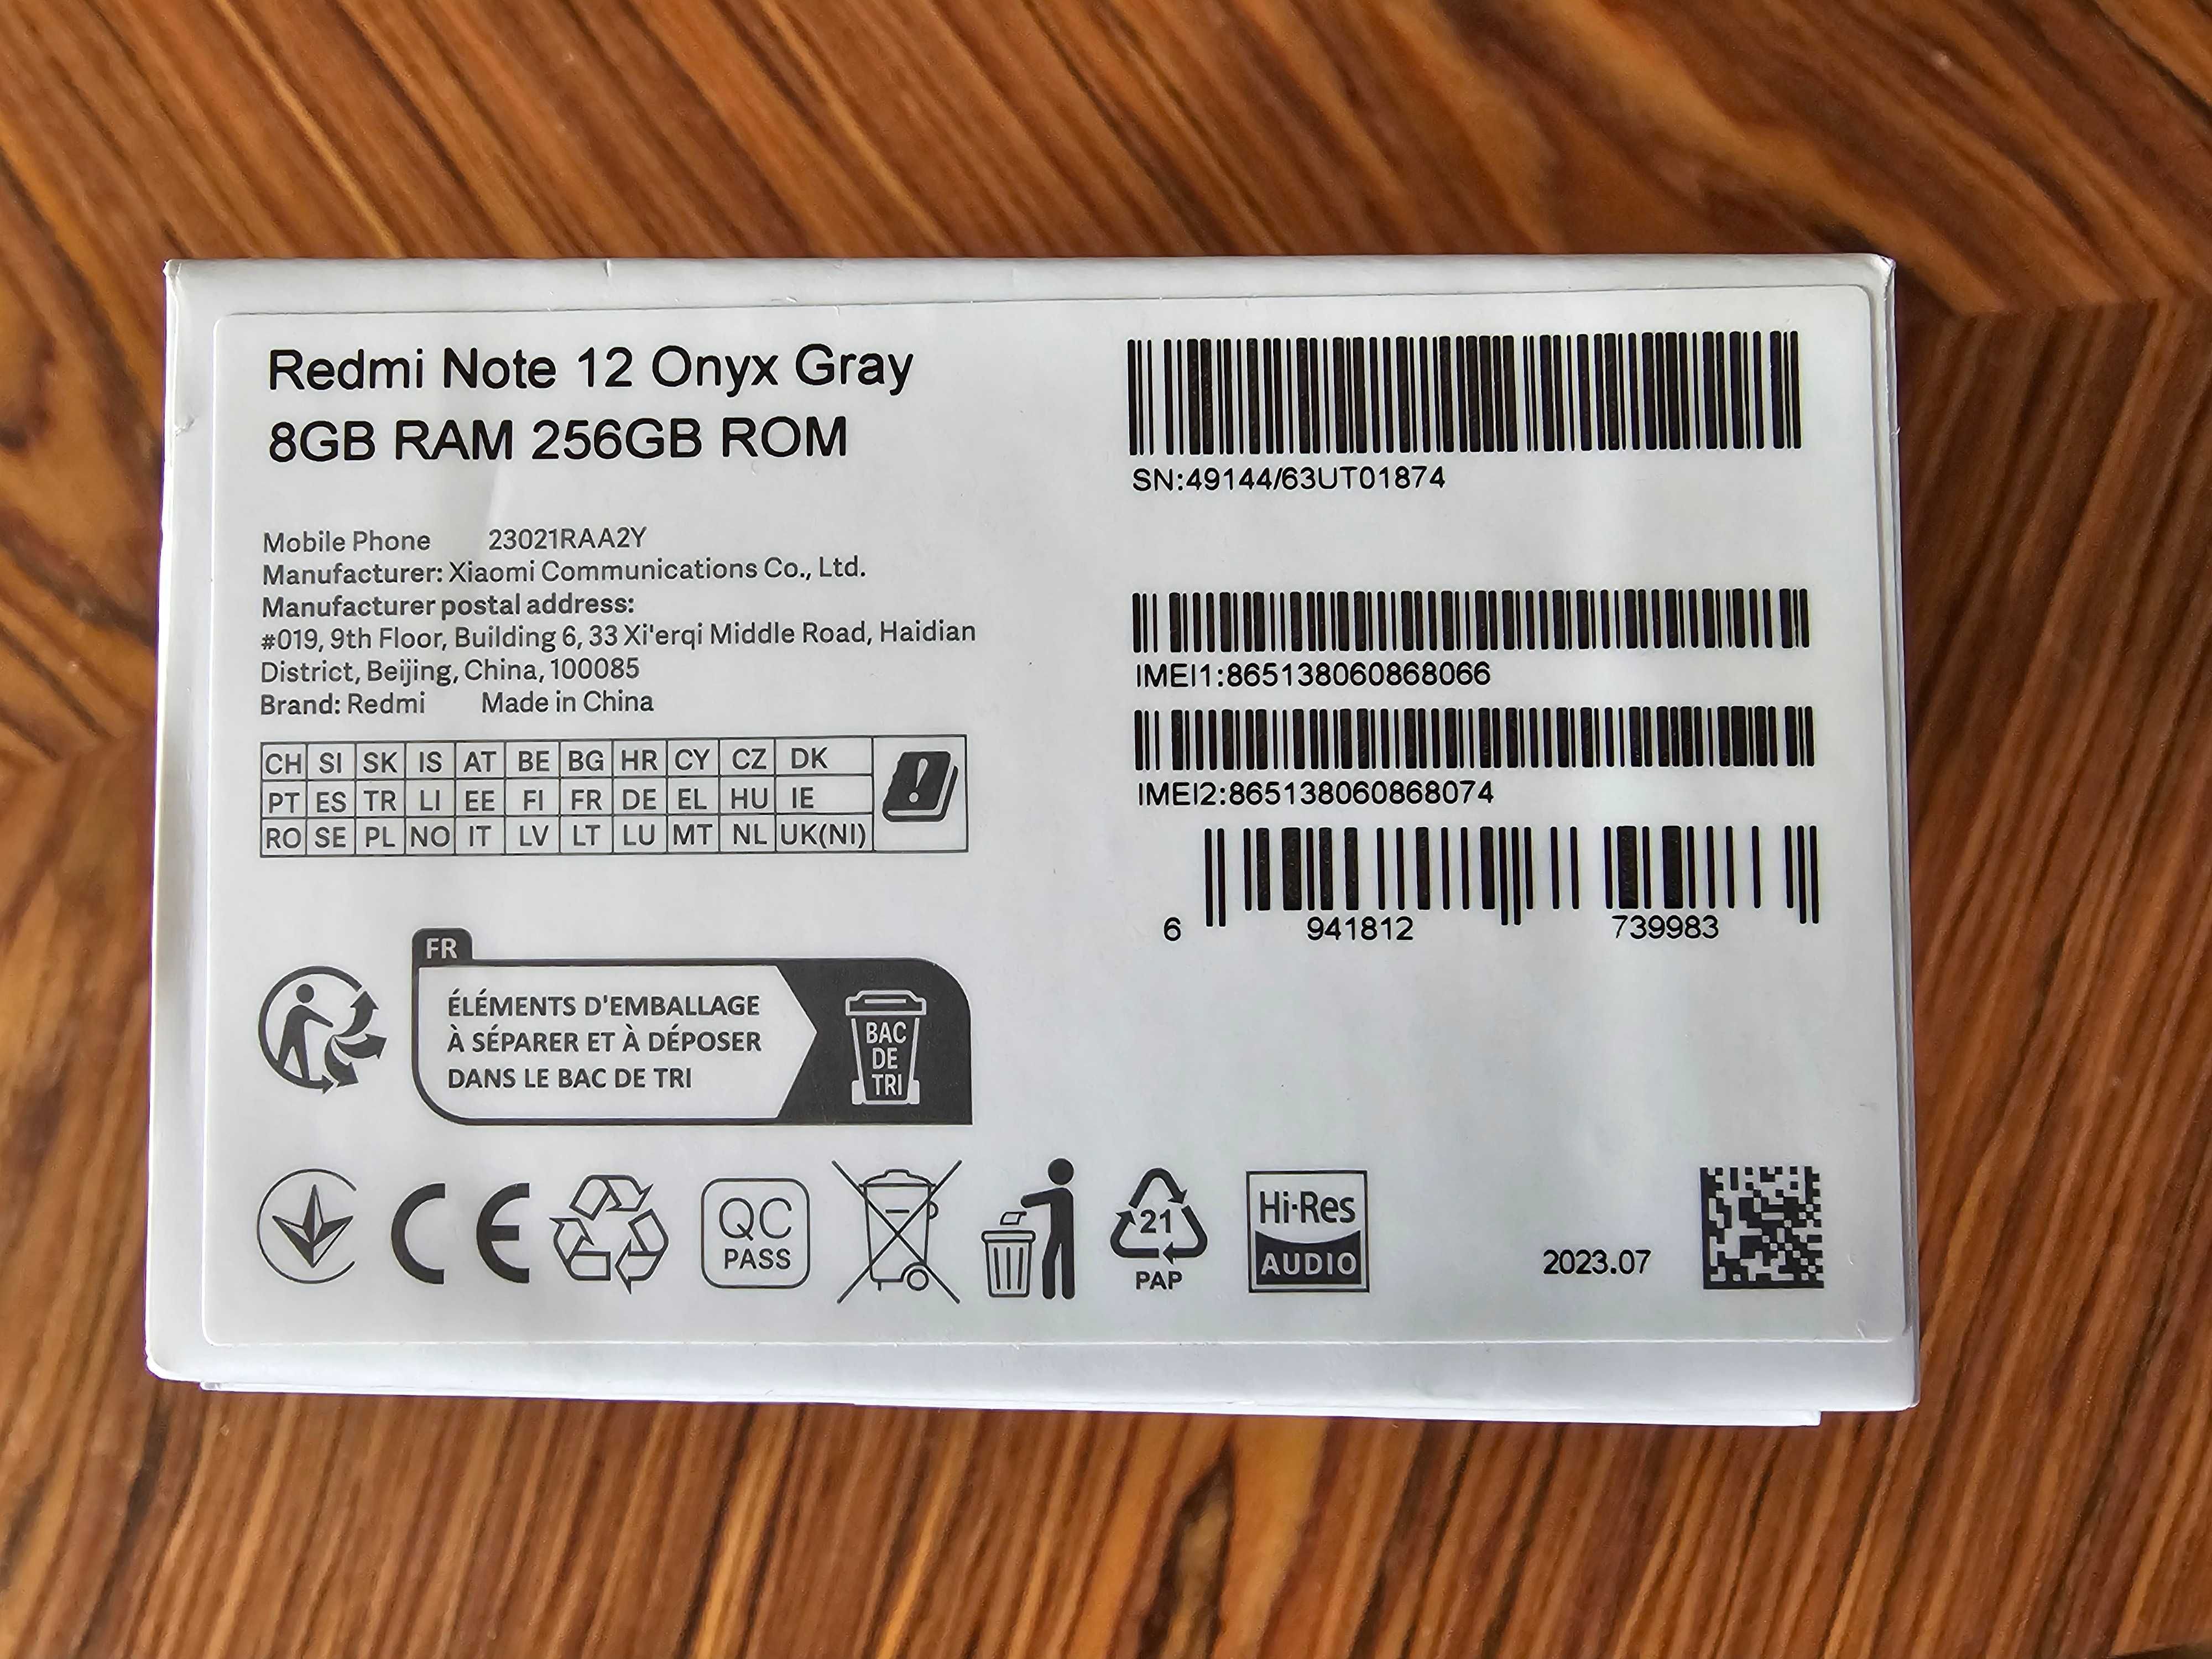 Redmi Note 12 Onyx Gray
8GB RAM 256GB ROM
Mobile Phone 23021RAA2Y
Manufacturer: Xiaomi Communications Co., Ltd.
Manufacturer postal address:
#019, 9th Floor, Building 6, 33 Xi'erqi Middle Road, Haidian
District, Beijing, China, 100085
Brand: Redmi Made in China
CH SI SK IS AT BE BG HR CY CZ DK
PT ES TR LI EE FI FR DE EL HU IE
RO SE PL NO IT LV LT LU MT NL UK(NI)
!
FR
ÉLÉMENTS D'EMBALLAGE
À SÉPARER ET À DÉPOSER
DANS LE BAC DE TRI
BAC
DE
TRI
CE
QC
PASS
21
PAP
Hi-Res
AUDIO
SN:49144/63UT01874
IMEI1:865138060868066
IMEI2:865138060868074
6 941812 739983
2023.07